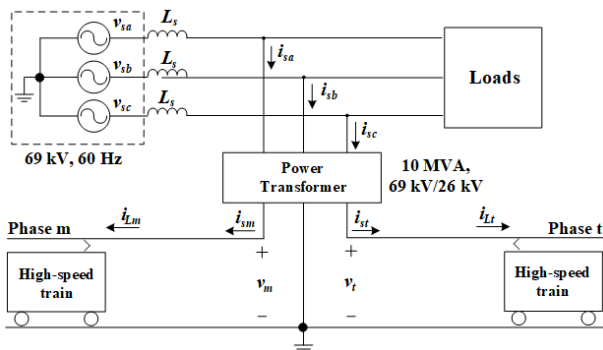 v_sa
L_s
i_sa
v_sb
L_s
i_sb
Loads
v_sc
L_s
i_sc
69 kV, 60 Hz
Power
Transformer
10 MVA,
69 kV/26 kV
Phase m
i_Lm
i_sm
i_st
i_Lt
Phase t
High-speed
train
+
v_m
−
+
v_t
−
High-speed
train